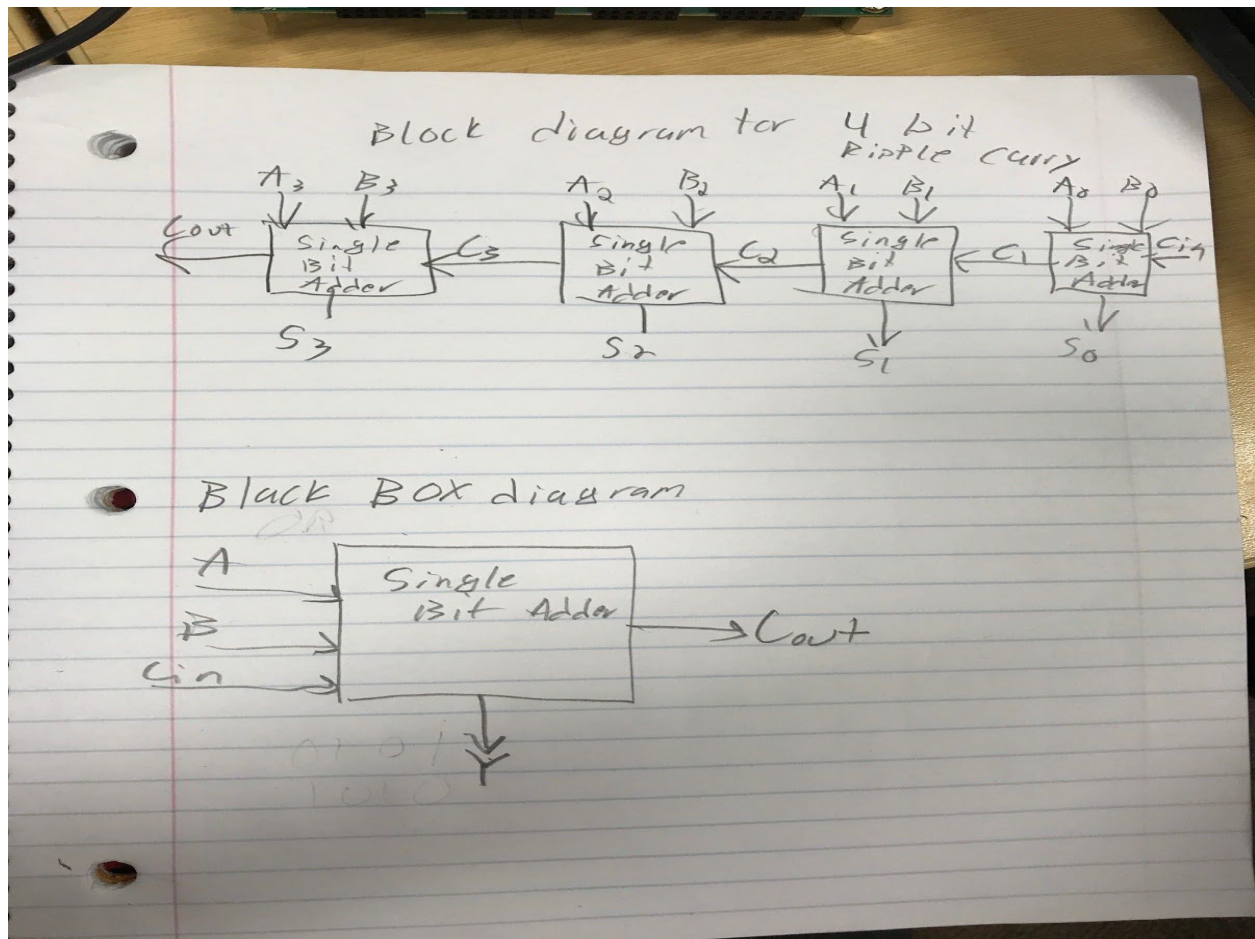 Block diagram for 4 bit
Ripple Carry
A3 B3 A2 B2 A1 B1 A0 B0
Cout Single Bit Adder C3 Single Bit Adder C2 Single Bit Adder C1 Single Bit Adder Cin
S3 S2 S1 S0
Black BOX diagram
A
Single
Bit Adder
B
Cout
Cin
Y
0101
1010